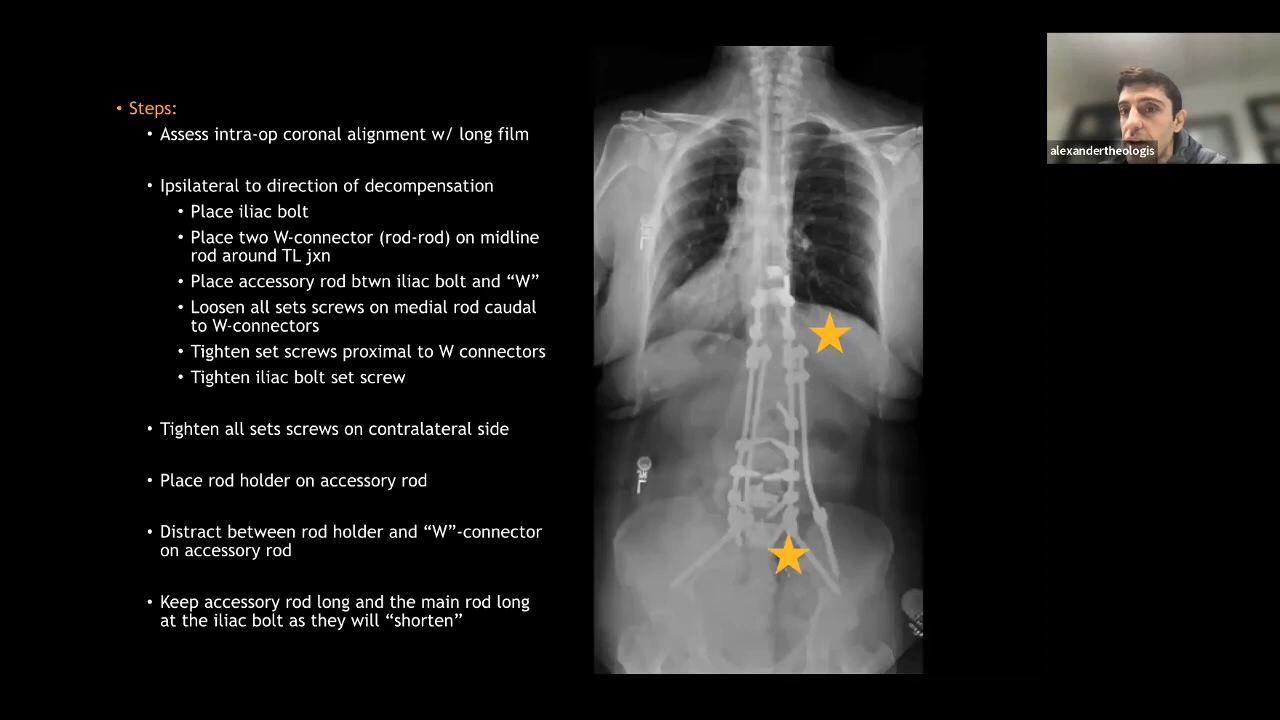 • Steps:
• Assess intra-op coronal alignment w/ long film
• Ipsilateral to direction of decompensation
• Place iliac bolt
• Place two W-connector (rod-rod) on midline
rod around TL jxn
• Place accessory rod btwn iliac bolt and “W”
• Loosen all sets screws on medial rod caudal
to W-connectors
• Tighten set screws proximal to W connectors
• Tighten iliac bolt set screw
• Tighten all sets screws on contralateral side
• Place rod holder on accessory rod
• Distract between rod holder and “W”-connector
on accessory rod
• Keep accessory rod long and the main rod long
at the iliac bolt as they will “shorten”
alexandertheologis